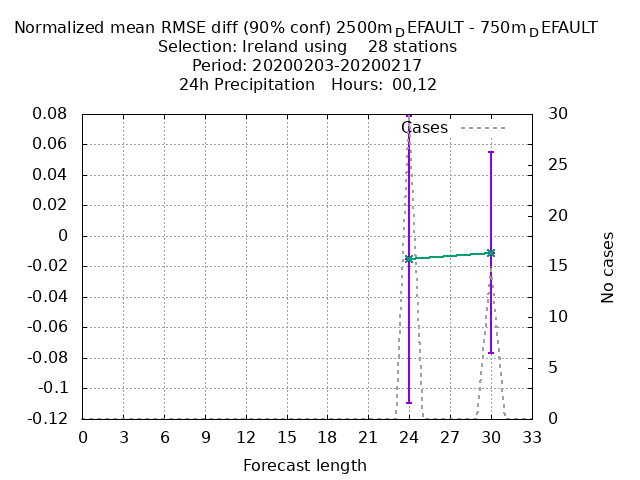 Normalized mean RMSE diff (90% conf) 2500m_DEFAULT - 750m_DEFAULT
Selection: Ireland using 28 stations
Period: 20200203-20200217
24h Precipitation Hours: 00,12
Cases
0.08
0.06
0.04
0.02
0
-0.02
-0.04
-0.06
-0.08
-0.1
-0.12
30
25
20
15
10
5
0
No cases
0 3 6 9 12 15 18 21 24 27 30 33
Forecast length